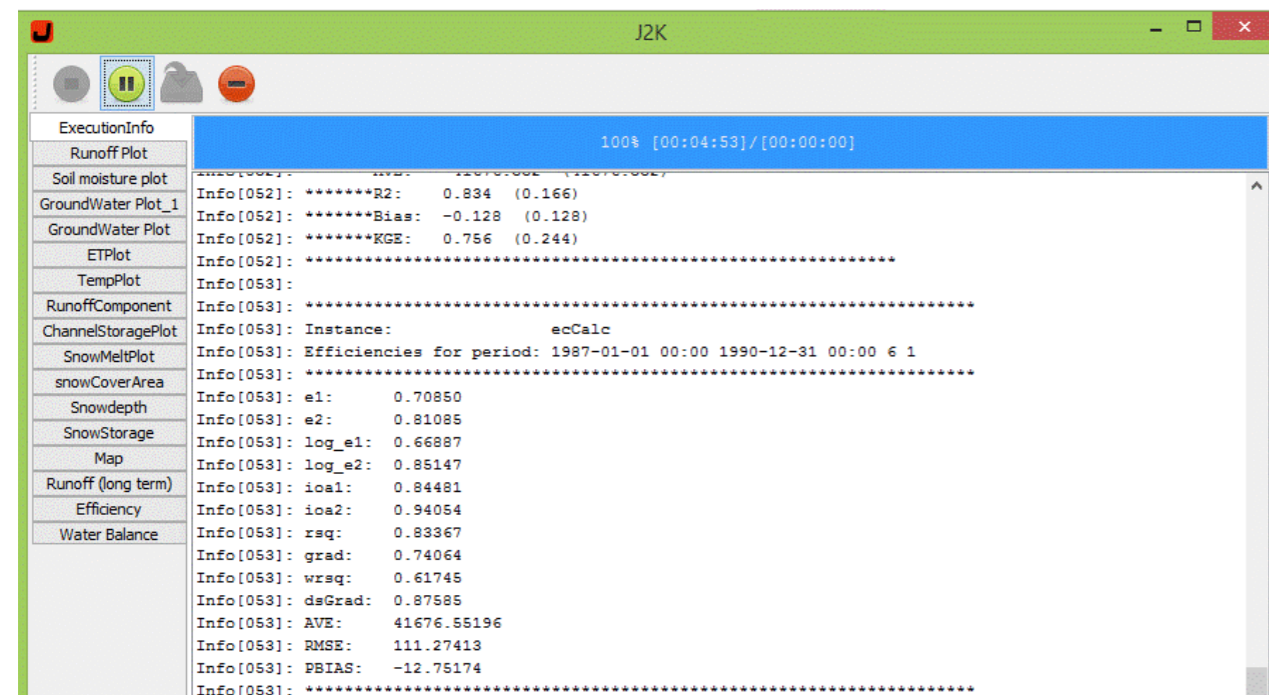 J2K
ExecutionInfo
Runoff Plot
Soil moisture plot
GroundWater Plot_1
GroundWater Plot
ETPlot
TempPlot
RunoffComponent
ChannelStoragePlot
SnowMeltPlot
snowCoverArea
Snowdepth
SnowStorage
Map
Runoff (long term)
Efficiency
Water Balance
100% [00:04:53]/[00:00:00]
Info[052]: *******R2: 0.834 (0.166)
Info[052]: *******Bias: -0.128 (0.128)
Info[052]: *******KGE: 0.756 (0.244)
Info[052]: ************************************************************
Info[053]:
Info[053]: ********************************************************************
Info[053]: Instance: ecCalc
Info[053]: Efficiencies for period: 1987-01-01 00:00 1990-12-31 00:00 6 1
Info[053]: ********************************************************************
Info[053]: e1: 0.70850
Info[053]: e2: 0.81085
Info[053]: log_e1: 0.66887
Info[053]: log_e2: 0.85147
Info[053]: ioa1: 0.84481
Info[053]: ioa2: 0.94054
Info[053]: rsq: 0.83367
Info[053]: grad: 0.74064
Info[053]: wrsq: 0.61745
Info[053]: dsGrad: 0.87585
Info[053]: AVE: 41676.55196
Info[053]: RMSE: 111.27413
Info[053]: PBIAS: -12.75174
Info[053]: ********************************************************************